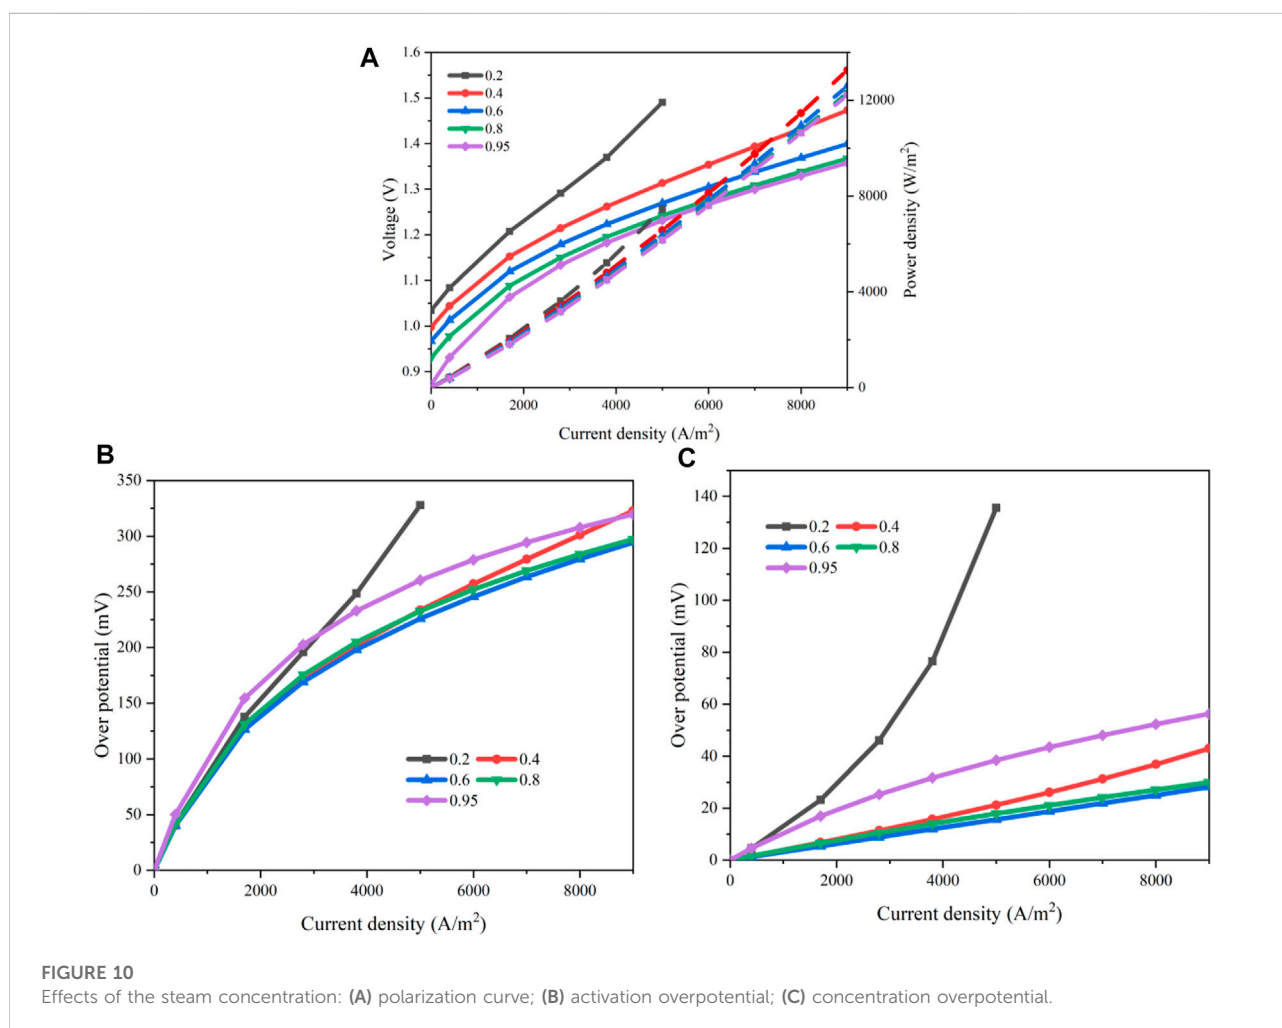 A
1.6
1.5
1.4
1.3
1.2
1.1
1.0
0.9
Voltage (V)
0.2
0.4
0.6
0.8
0.95
12000
8000
4000
0
Power density (W/m²)
0 2000 4000 6000 8000
Current density (A/m²)
B
350
300
250
200
150
100
50
0
Over potential (mV)
0.2 0.4
0.6 0.8
0.95
0 2000 4000 6000 8000
Current density (A/m²)
C
140
120
100
80
60
40
20
0
Over potential (mV)
0.2 0.4
0.6 0.8
0.95
0 2000 4000 6000 8000
Current density (A/m²)
FIGURE 10
Effects of the steam concentration: (A) polarization curve; (B) activation overpotential; (C) concentration overpotential.